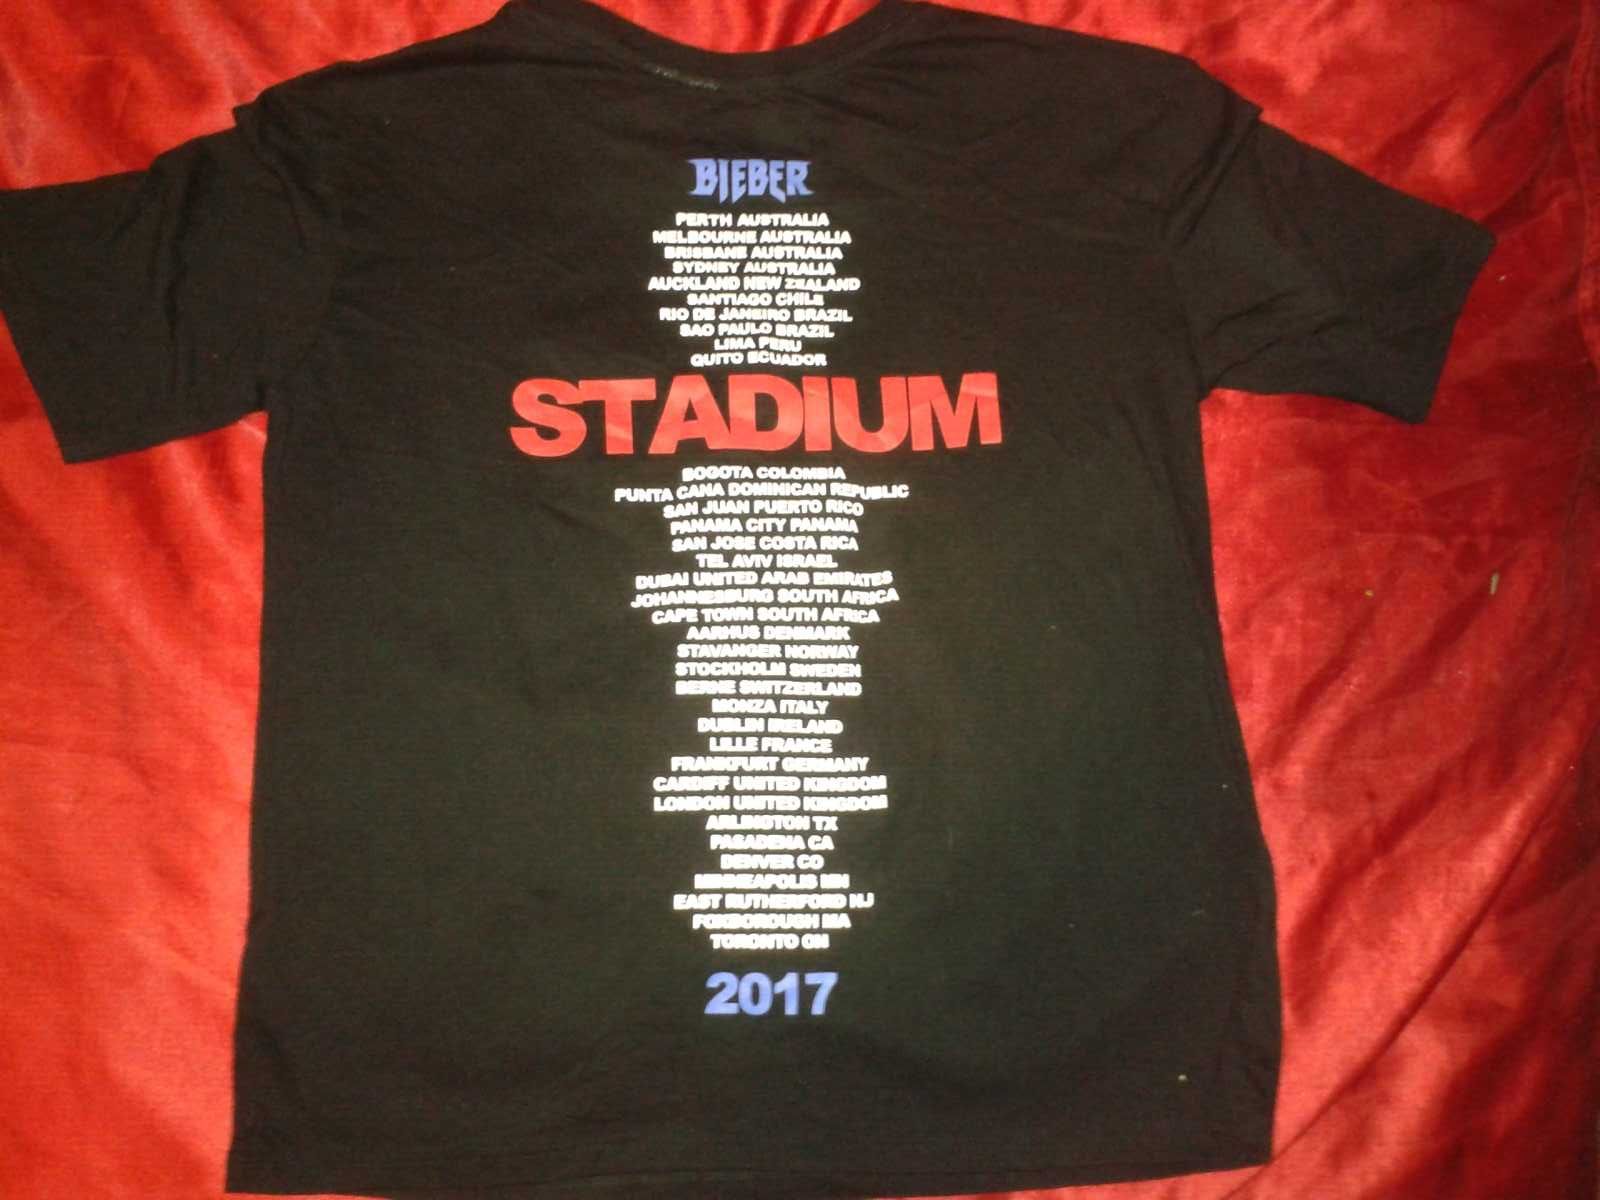 BIEBER
PERTH AUSTRALIA
MELBOURNE AUSTRALIA
BRISBANE AUSTRALIA
SYDNEY AUSTRALIA
AUCKLAND NEW ZEALAND
SANTIAGO CHILE
RIO DE JANEIRO BRAZIL
SAO PAULO BRAZIL
LIMA PERU
QUITO ECUADOR
STADIUM
BOGOTA COLOMBIA
PUNTA CANA DOMINICAN REPUBLIC
SAN JUAN PUERTO RICO
PANAMA CITY PANAMA
SAN JOSE COSTA RICA
TEL AVIV ISRAEL
DUBAI UNITED ARAB EMIRATES
JOHANNESBURG SOUTH AFRICA
CAPE TOWN SOUTH AFRICA
AARHUS DENMARK
STAVANGER NORWAY
STOCKHOLM SWEDEN
BERNE SWITZERLAND
MONZA ITALY
DUBLIN IRELAND
LILLE FRANCE
FRANKFURT GERMANY
CARDIFF UNITED KINGDOM
LONDON UNITED KINGDOM
ARLINGTON TX
PASADENA CA
DENVER CO
MINNEAPOLIS MN
EAST RUTHERFORD NJ
FOXBOROUGH MA
TORONTO ON
2017